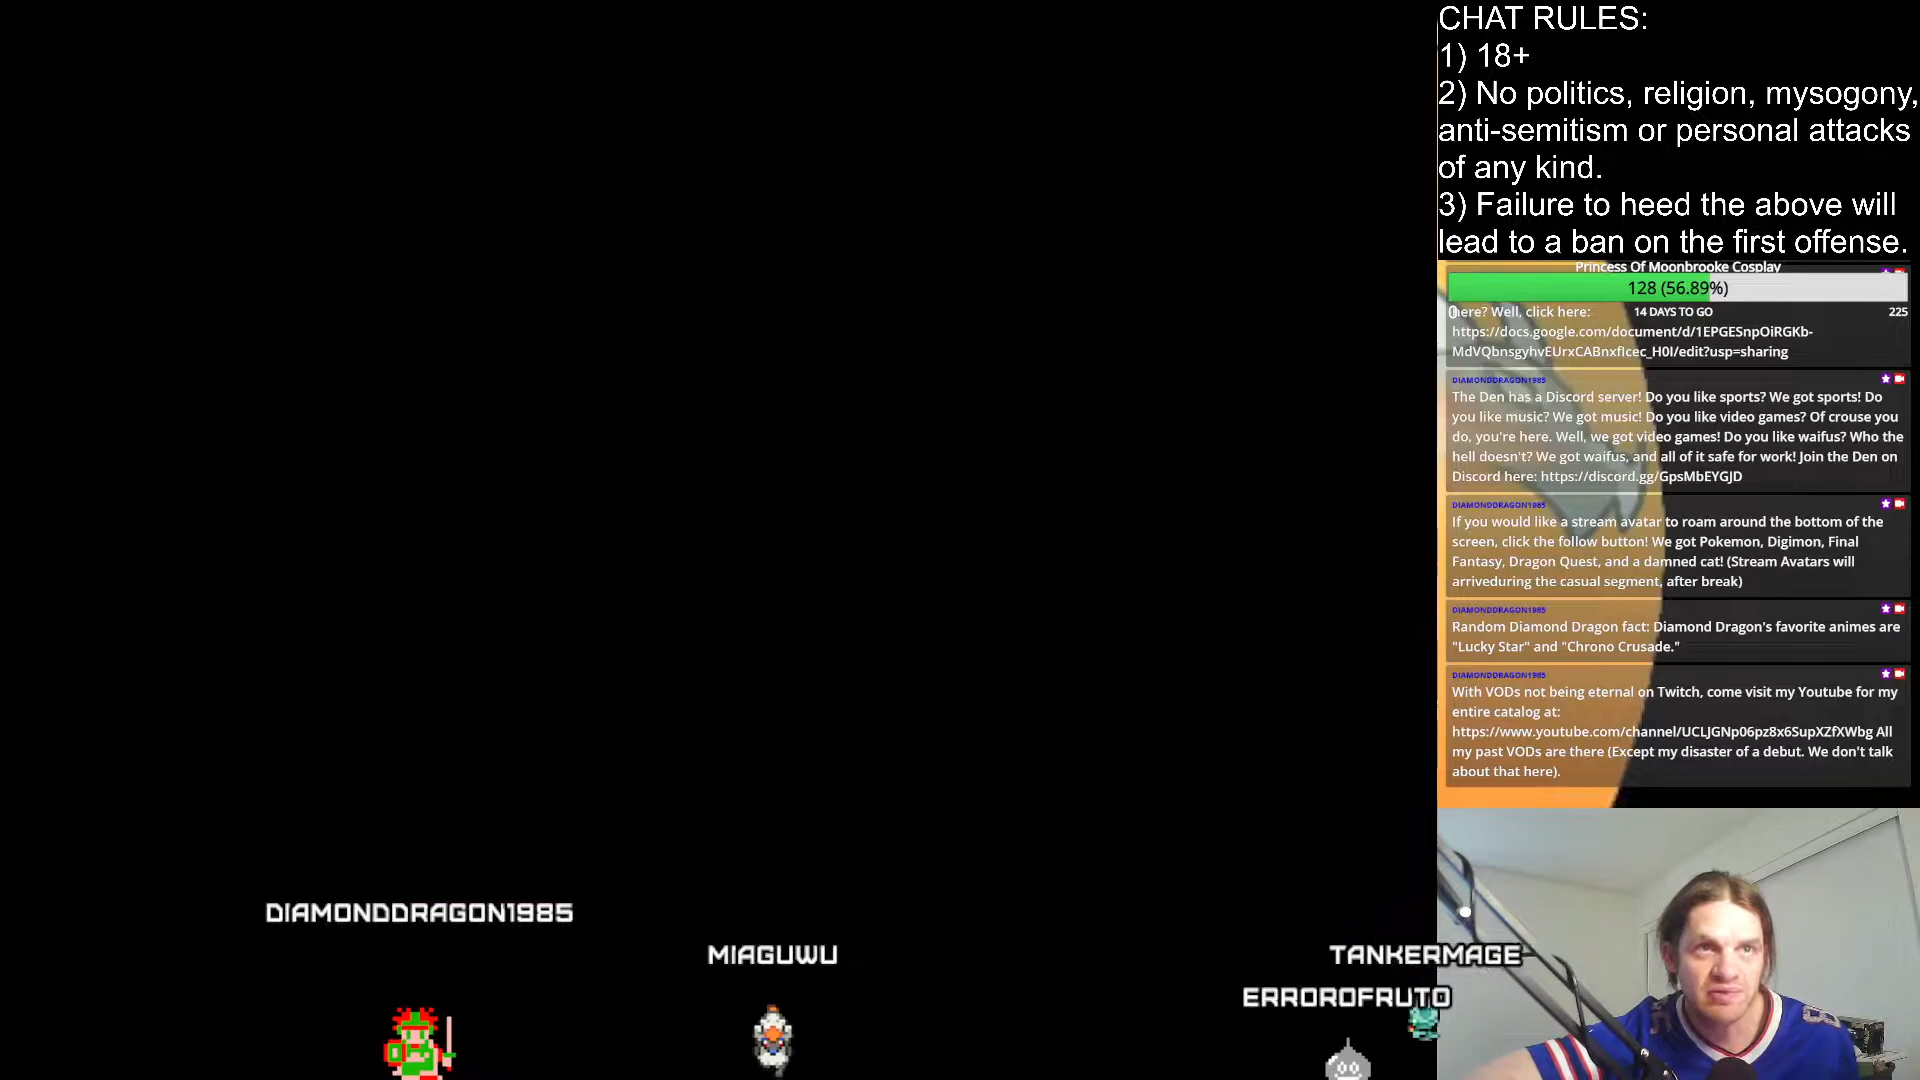 CHAT RULES:
1) 18+
2) No politics, religion, mysogony,
anti-semitism or personal attacks
of any kind.
3) Failure to heed the above will
lead to a ban on the first offense.
Princess Of Moonbrooke Cosplay
128 (56.89%)
0 14 DAYS TO GO 225
here? Well, click here:
https://docs.google.com/document/d/1EPGESnpOiRGKb-
MdVQbnsgyhvEUrxCABnxfIcec_H0I/edit?usp=sharing
DIAMONDDRAGON1985
The Den has a Discord server! Do you like sports? We got sports! Do
you like music? We got music! Do you like video games? Of crouse you
do, you're here. Well, we got video games! Do you like waifus? Who the
hell doesn't? We got waifus, and all of it safe for work! Join the Den on
Discord here: https://discord.gg/GpsMbEYGJD
DIAMONDDRAGON1985
If you would like a stream avatar to roam around the bottom of the
screen, click the follow button! We got Pokemon, Digimon, Final
Fantasy, Dragon Quest, and a damned cat! (Stream Avatars will
arriveduring the casual segment, after break)
DIAMONDDRAGON1985
Random Diamond Dragon fact: Diamond Dragon's favorite animes are
"Lucky Star" and "Chrono Crusade."
DIAMONDDRAGON1985
With VODs not being eternal on Twitch, come visit my Youtube for my
entire catalog at:
https://www.youtube.com/channel/UCLJGNp06pz8x6SupXZfXWbg All
my past VODs are there (Except my disaster of a debut. We don't talk
about that here).
DIAMONDDRAGON1985
MIAGUWU
TANKERMAGE
ERROROFRUTO